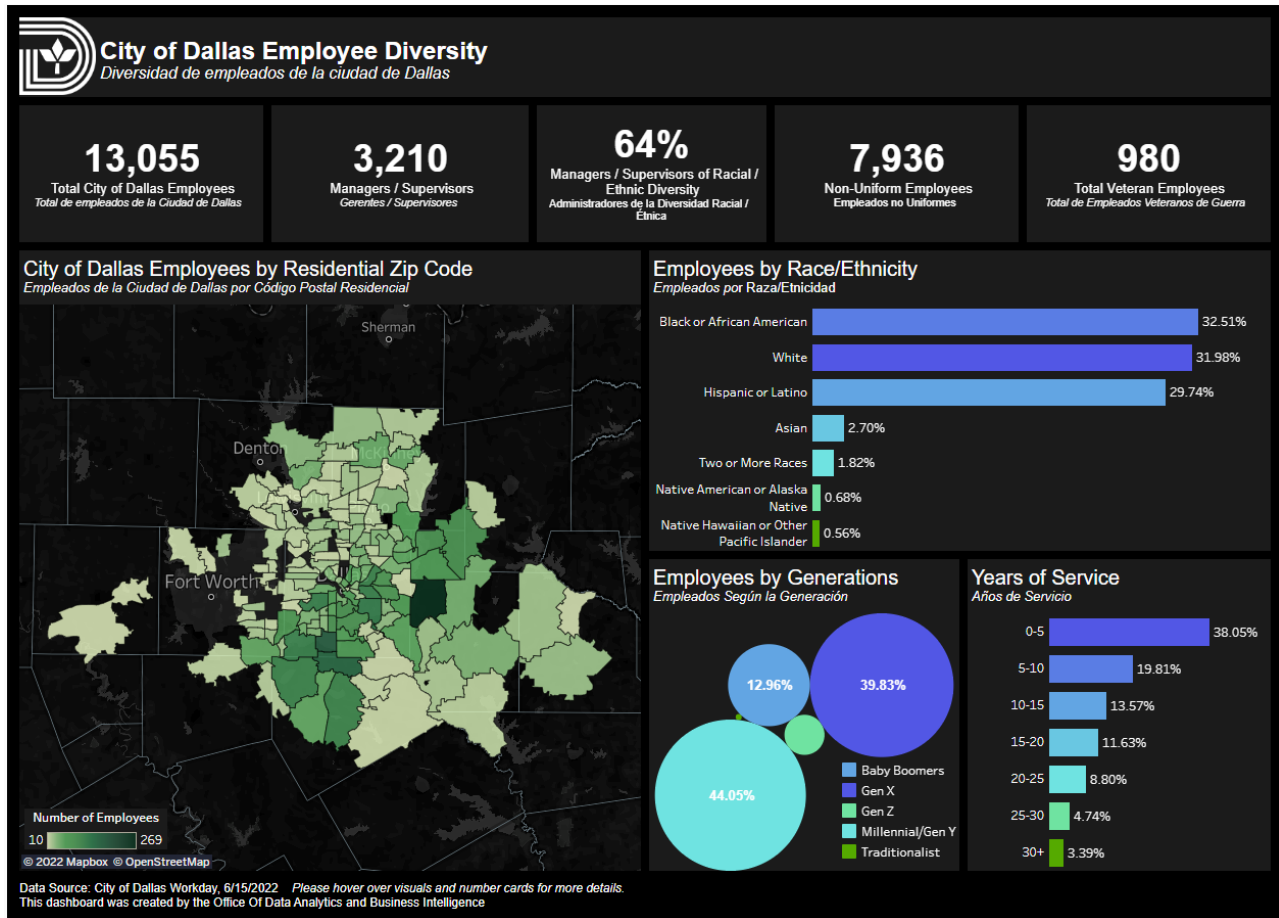 City of Dallas Employee Diversity
Diversidad de empleados de la ciudad de Dallas
13,055
Total City of Dallas Employees
Total de empleados de la Ciudad de Dallas
3,210
Managers / Supervisors
Gerentes / Supervisores
64%
Managers / Supervisors of Racial /
Ethnic Diversity
Administradores de la Diversidad Racial /
Étnica
7,936
Non-Uniform Employees
Empleados no Uniformes
980
Total Veteran Employees
Total de Empleados Veteranos de Guerra
City of Dallas Employees by Residential Zip Code
Empleados de la Ciudad de Dallas por Código Postal Residencial
Sherman
Denton
Fort Worth
Number of Employees
10 269
© 2022 Mapbox © OpenStreetMap
Employees by Race/Ethnicity
Empleados por Raza/Etnicidad
Black or African American 32.51%
White 31.98%
Hispanic or Latino 29.74%
Asian 2.70%
Two or More Races 1.82%
Native American or Alaska
Native 0.68%
Native Hawaiian or Other
Pacific Islander 0.56%
Employees by Generations
Empleados Según la Generación
12.96%
39.83%
44.05%
Baby Boomers
Gen X
Gen Z
Millennial/Gen Y
Traditionalist
Years of Service
Años de Servicio
0-5 38.05%
5-10 19.81%
10-15 13.57%
15-20 11.63%
20-25 8.80%
25-30 4.74%
30+ 3.39%
Data Source: City of Dallas Workday, 6/15/2022 Please hover over visuals and number cards for more details.
This dashboard was created by the Office Of Data Analytics and Business Intelligence